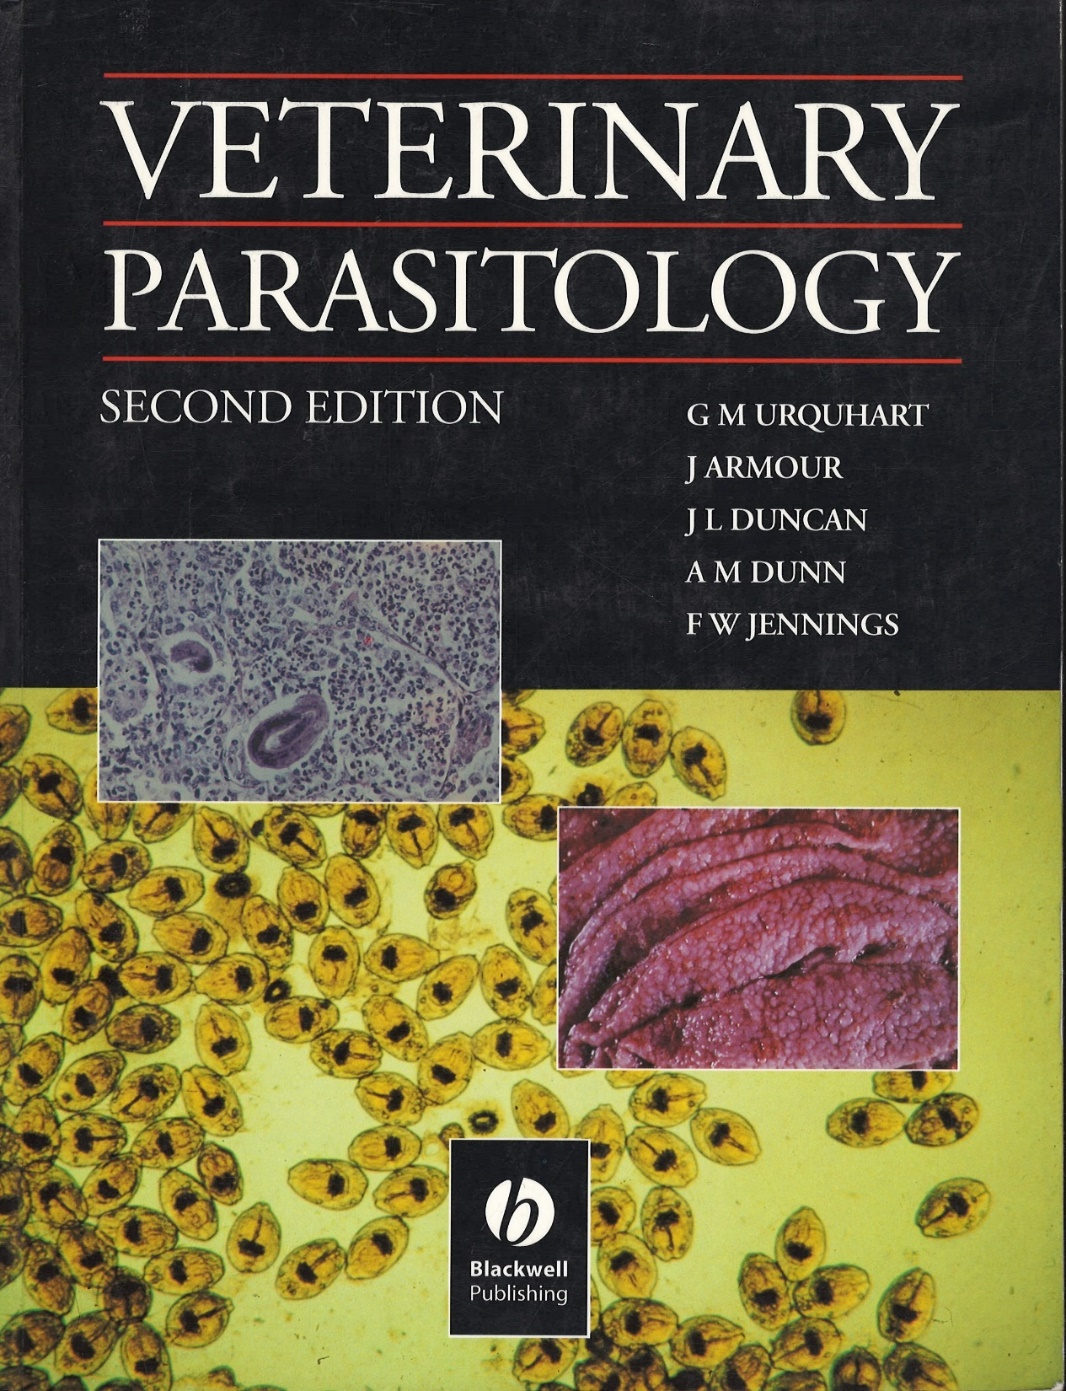 VETERINARY
PARASITOLOGY
SECOND EDITION
G M URQUHART
J ARMOUR
J L DUNCAN
A M DUNN
F W JENNINGS
b
Blackwell
Publishing